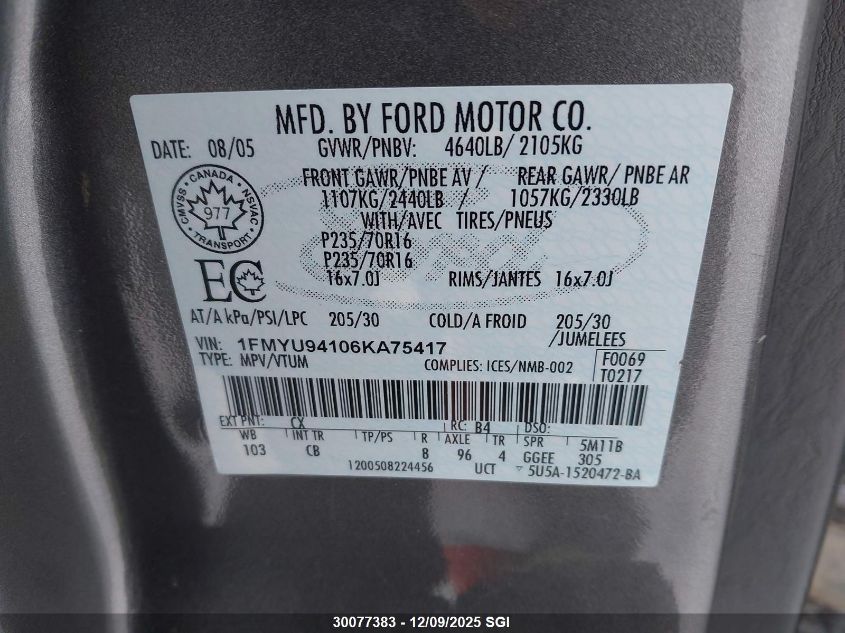 MFD. BY FORD MOTOR CO.
DATE: 08/05 GVWR/PNBV: 4640LB/ 2105KG
FRONT GAWR/PNBE AV / REAR GAWR/ PNBE AR
1107KG/2440LB / 1057KG/2330LB
WITH/AVEC TIRES/PNEUS
CANADA
CMVSS NSVAC
977
TRANSPORT
P235/70R16
P235/70R16
EC
16x7.0J RIMS/JANTES 16x7.0J
AT/A kPa/PSI/LPC 205/30 COLD/A FROID 205/30
/JUMELEES
VIN: 1FMYU94106KA75417
TYPE: MPV/VTUM COMPLIES: ICES/NMB-002
F0069
T0217
EXT PNT: CX RC: B4 DSO:
WB INT TR TP/PS R AXLE TR SPR 5M11B
103 CB 8 96 4 GGEE 305
1200508224456 UCT 5U5A-1520472-BA
30077383 - 12/09/2025 SGI